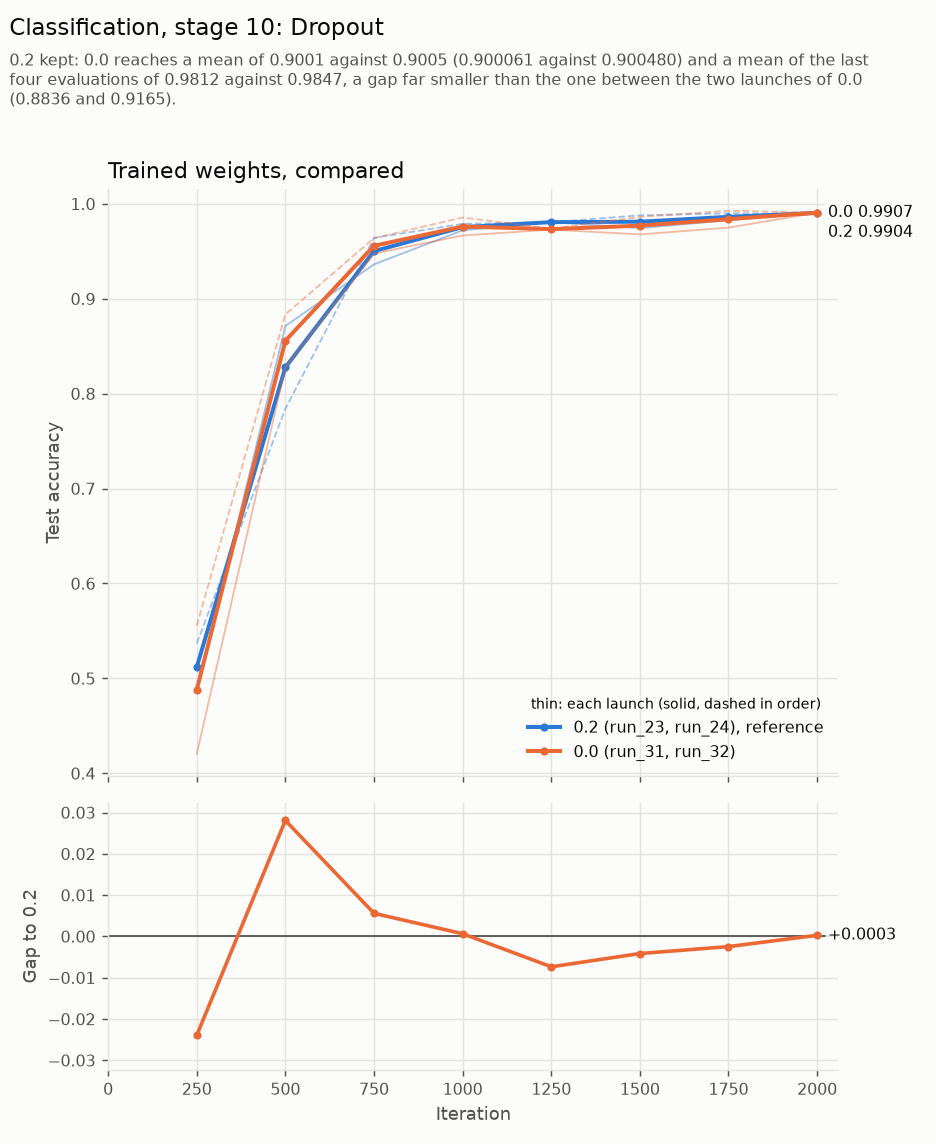 Classification, stage 10: Dropout
0.2 kept: 0.0 reaches a mean of 0.9001 against 0.9005 (0.900061 against 0.900480) and a mean of the last
four evaluations of 0.9812 against 0.9847, a gap far smaller than the one between the two launches of 0.0
(0.8836 and 0.9165).
Trained weights, compared
1.0
0.9
0.8
0.7
0.6
0.5
0.4
Test accuracy
0.0 0.9907
0.2 0.9904
thin: each launch (solid, dashed in order)
0.2 (run_23, run_24), reference
0.0 (run_31, run_32)
0.03
0.02
0.01
0.00
−0.01
−0.02
−0.03
Gap to 0.2
+0.0003
0 250 500 750 1000 1250 1500 1750 2000
Iteration